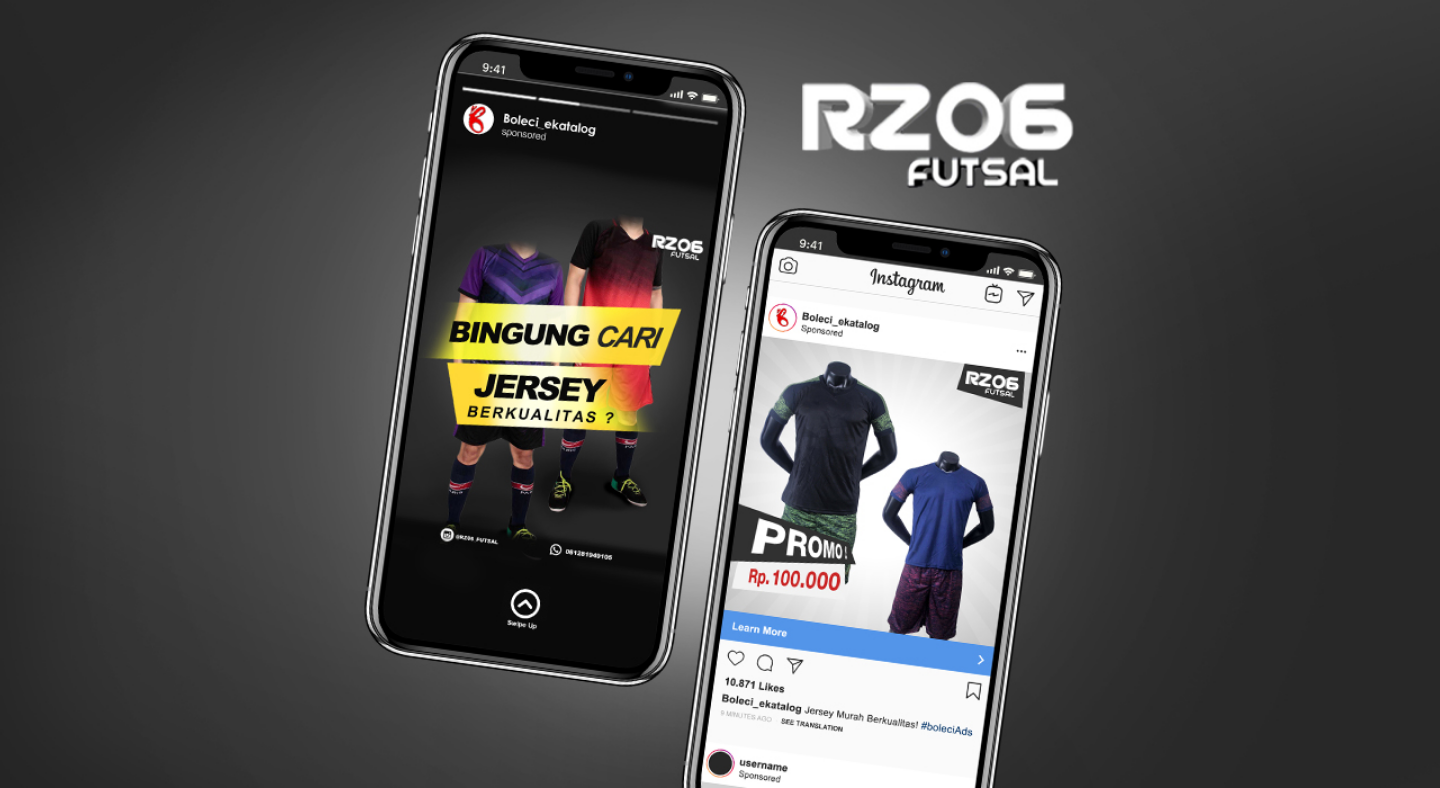 9:41
Boleci_ekatalog
sponsored
RZ06
FUTSAL
BINGUNG CARI
JERSEY
BERKUALITAS ?
@RZ06_FUTSAL
081281949106
Swipe Up
RZ06
FUTSAL
9:41
Instagram
Boleci_ekatalog
Sponsored
RZ06
FUTSAL
PROMO!
Rp.100.000
Learn More
10.871 Likes
Boleci_ekatalog Jersey Murah Berkualitas! #boleciAds
9 MINUTES AGO SEE TRANSLATION
username
Sponsored